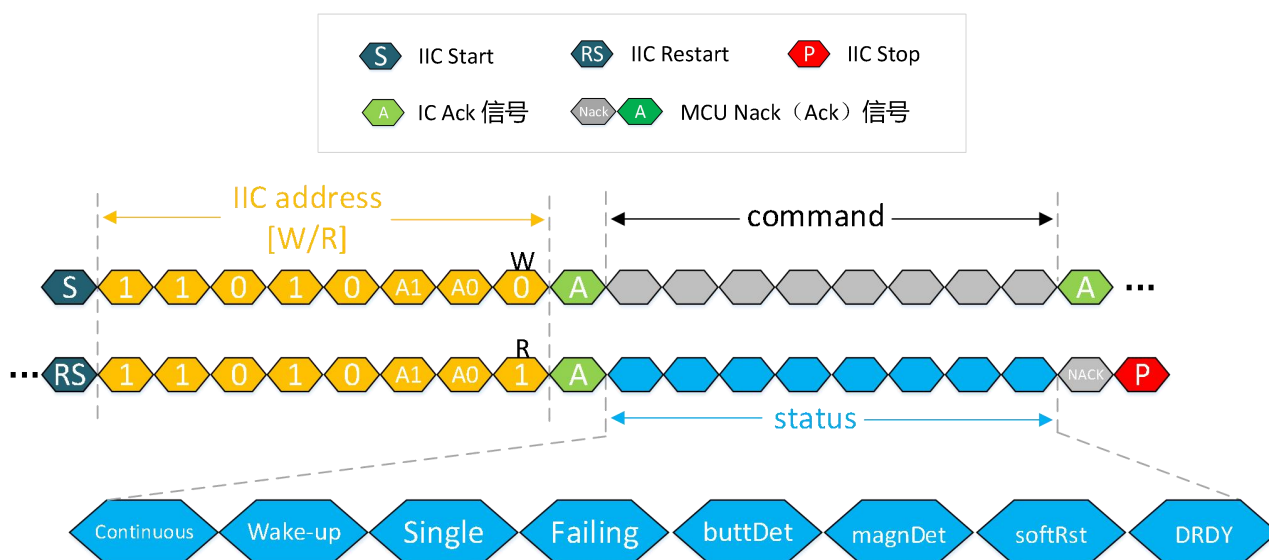 S IIC Start RS IIC Restart P IIC Stop
A IC Ack 信号 Nack A MCU Nack（Ack）信号
IIC address
[W/R]
command
W
S 1 1 0 1 0 A1 A0 0 A A ...
R
... RS 1 1 0 1 0 A1 A0 1 A NACK P
status
Continuous Wake-up Single Failing buttDet magnDet softRst DRDY